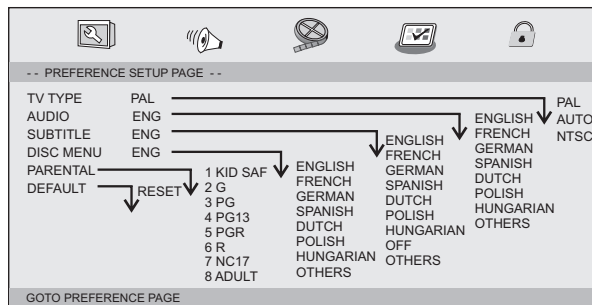 - - PREFERENCE SETUP PAGE - -
TV TYPE PAL
AUDIO ENG
SUBTITLE ENG
DISC MENU ENG
PARENTAL
DEFAULT
RESET
1 KID SAF
2 G
3 PG
4 PG13
5 PGR
6 R
7 NC17
8 ADULT
ENGLISH
FRENCH
GERMAN
SPANISH
DUTCH
POLISH
HUNGARIAN
OTHERS
ENGLISH
FRENCH
GERMAN
SPANISH
DUTCH
POLISH
HUNGARIAN
OFF
OTHERS
ENGLISH
FRENCH
GERMAN
SPANISH
DUTCH
POLISH
HUNGARIAN
OTHERS
PAL
AUTO
NTSC
GOTO PREFERENCE PAGE